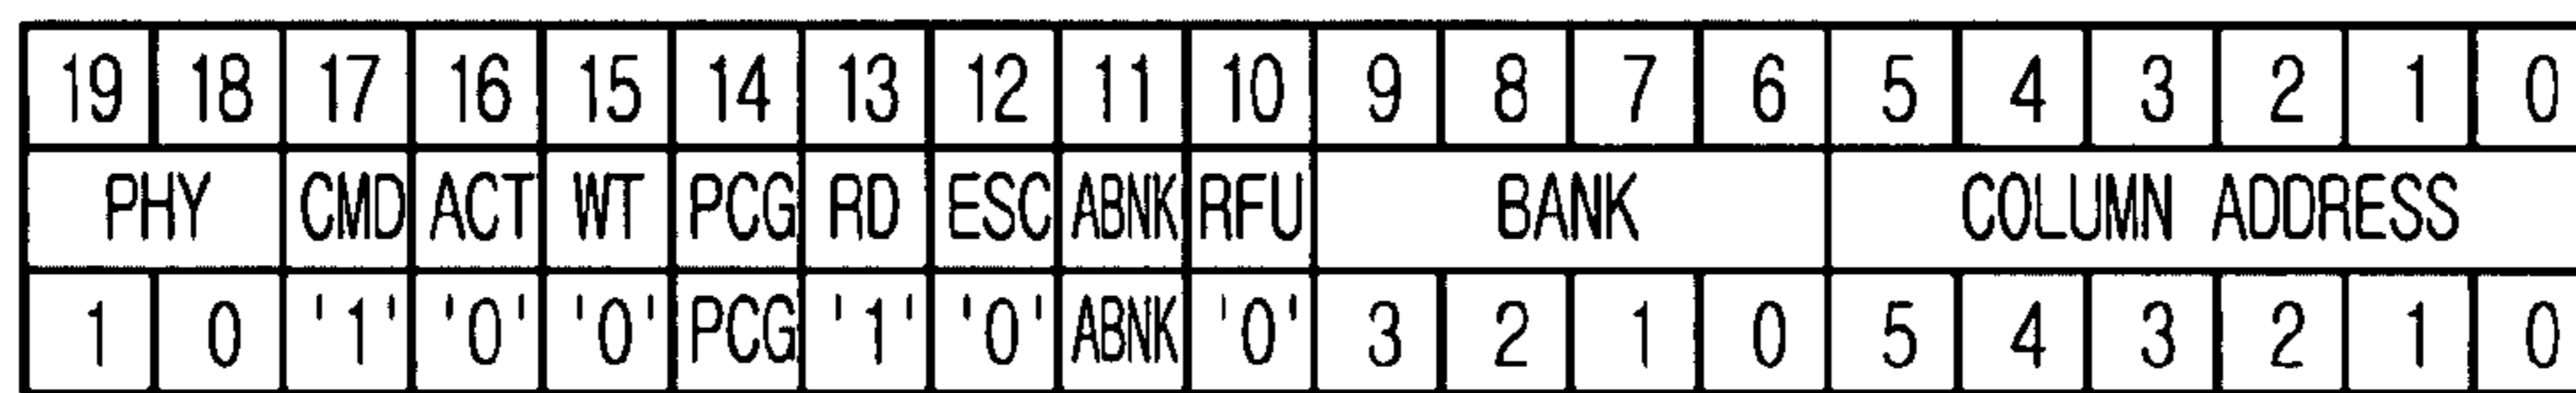 19 18 17 16 15 14 13 12 11 10 9 8 7 6 5 4 3 2 1 0
PHY CMD ACT WT PCG RD ESC ABNK RFU BANK COLUMN ADDRESS
1 0 '1' '0' '0' PCG '1' '0' ABNK '0' 3 2 1 0 5 4 3 2 1 0